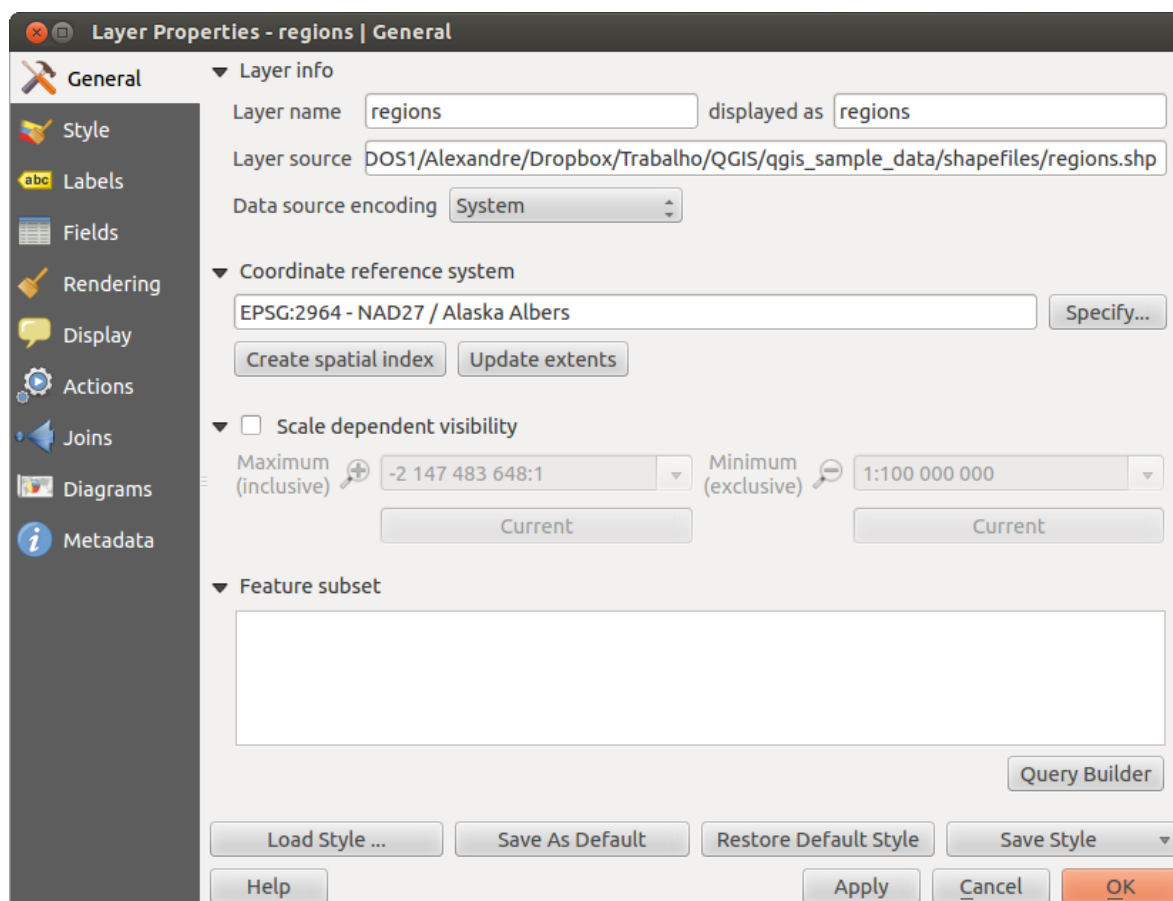 Layer Properties - regions | General
General
Style
abc Labels
Fields
Rendering
Display
Actions
Joins
Diagrams
Metadata
Layer info
Layer name regions displayed as regions
Layer source DOS1/Alexandre/Dropbox/Trabalho/QGIS/qgis_sample_data/shapefiles/regions.shp
Data source encoding System
Coordinate reference system
EPSG:2964 - NAD27 / Alaska Albers Specify...
Create spatial index Update extents
Scale dependent visibility
Maximum (inclusive) -2 147 483 648:1 Minimum (exclusive) 1:100 000 000
Current Current
Feature subset
Query Builder
Load Style ... Save As Default Restore Default Style Save Style
Help Apply Cancel OK